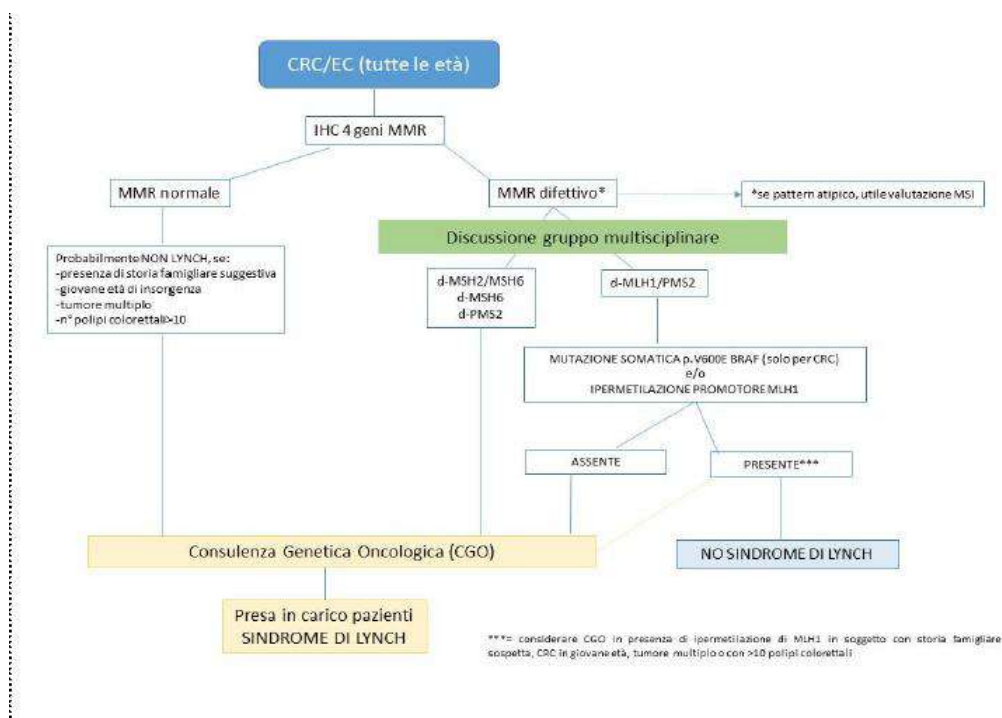 CRC/EC (tutte le età)
IHC 4 geni MMR
MMR normale
MMR difettivo*
*se pattern atipico, utile valutazione MSI
Discussione gruppo multisciplinare
Probabilmente NON LYNCH, se:
-presenza di storia famigliare suggestiva
-giovane età di insorgenza
-tumore multiplo
-n° polipi colorettali>10
d-MSH2/MSH6
d-MSH6
d-PMS2
d-MLH1/PMS2
MUTAZIONE SOMATICA p.V600E BRAF (solo per CRC)
e/o
IPERMETILAZIONE PROMOTORE MLH1
ASSENTE
PRESENTE***
Consulenza Genetica Oncologica (CGO)
NO SINDROME DI LYNCH
Presa in carico pazienti
SINDROME DI LYNCH
***= considerare CGO in presenza di ipermetilazione di MLH1 in soggetto con storia famigliare
sospetta, CRC in giovane età, tumore multiplo o con >10 polipi colorettali